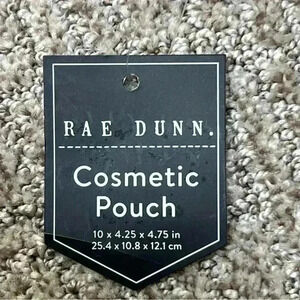 RAE DUNN.
Cosmetic
Pouch
10 x 4.25 x 4.75 in
25.4 x 10.8 x 12.1 cm